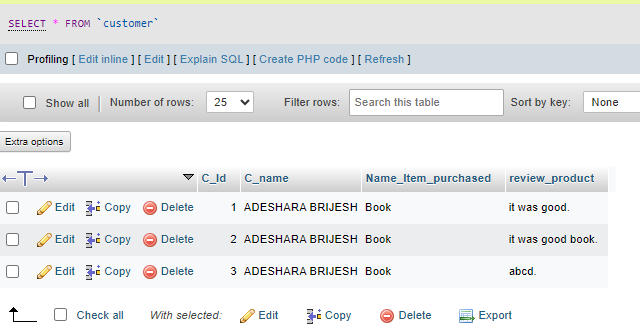 SELECT * FROM `customer`
Profiling [ Edit inline ] [ Edit ] [ Explain SQL ] [ Create PHP code ] [ Refresh ]
Show all Number of rows: 25 Filter rows: Search this table Sort by key: None
Extra options
C_Id C_name Name_Item_purchased review_product
Edit Copy Delete 1 ADESHARA BRIJESH Book it was good.
Edit Copy Delete 2 ADESHARA BRIJESH Book it was good book.
Edit Copy Delete 3 ADESHARA BRIJESH Book abcd.
Check all With selected: Edit Copy Delete Export